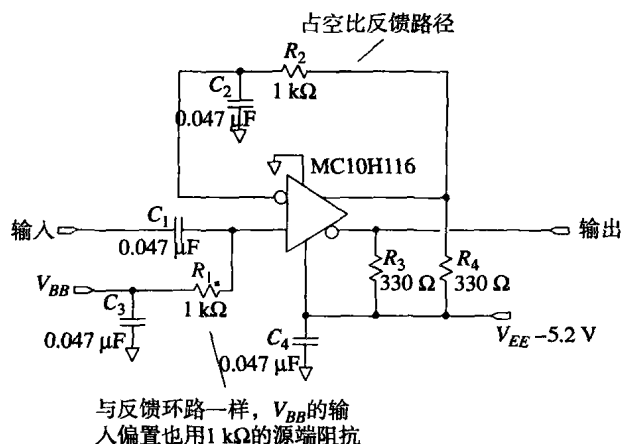 占空比反馈路径
R2
1 kΩ
C2
0.047 μF
MC10H116
输入
C1
0.047 μF
输出
VBB
R1
1 kΩ
C3
0.047 μF
R3
330 Ω
R4
330 Ω
C4
0.047 μF
VEE –5.2 V
与反馈环路一样，VBB的输
入偏置也用1 kΩ的源端阻抗